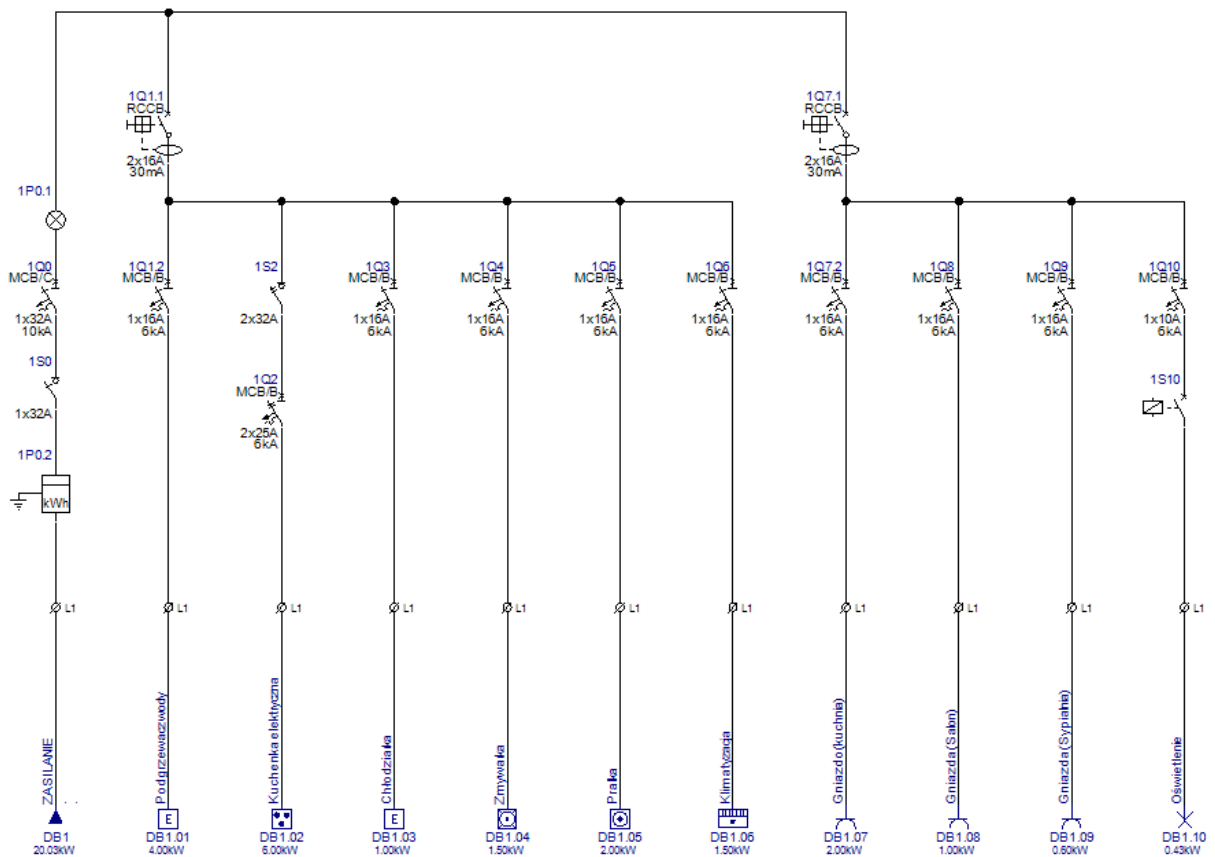 1Q1.1
RCCB
2x16A
30mA
1Q7.1
RCCB
2x16A
30mA
1P0.1
1Q0
MCB/C
1x32A
10kA
1Q1.2
MCB/B
1x16A
6kA
1S2
2x32A
1Q3
MCB/B
1x16A
6kA
1Q4
MCB/B
1x16A
6kA
1Q5
MCB/B
1x16A
6kA
1Q6
MCB/B
1x16A
6kA
1Q7.2
MCB/B
1x16A
6kA
1Q8
MCB/B
1x16A
6kA
1Q9
MCB/B
1x16A
6kA
1Q10
MCB/B
1x10A
6kA
1S0
1x32A
1Q2
MCB/B
2x25A
6kA
1S10
1P0.2
kWh
L1
L1
L1
L1
L1
L1
L1
L1
L1
L1
L1
ZASILANIE
Podgrzewacz wody
Kuchenka elektryczna
Chłodziarka
Zmywarka
Pralka
Klimatyzacja
Gniazdo (kuchnia)
Gniazda (Salon)
Gniazda (Sypialnia)
Oświetlenie
E
E
DB1
20.03kW
DB1.01
4.00kW
DB1.02
6.00kW
DB1.03
1.00kW
DB1.04
1.50kW
DB1.05
2.00kW
DB1.06
1.50kW
DB1.07
2.00kW
DB1.08
1.00kW
DB1.09
0.60kW
DB1.10
0.43kW